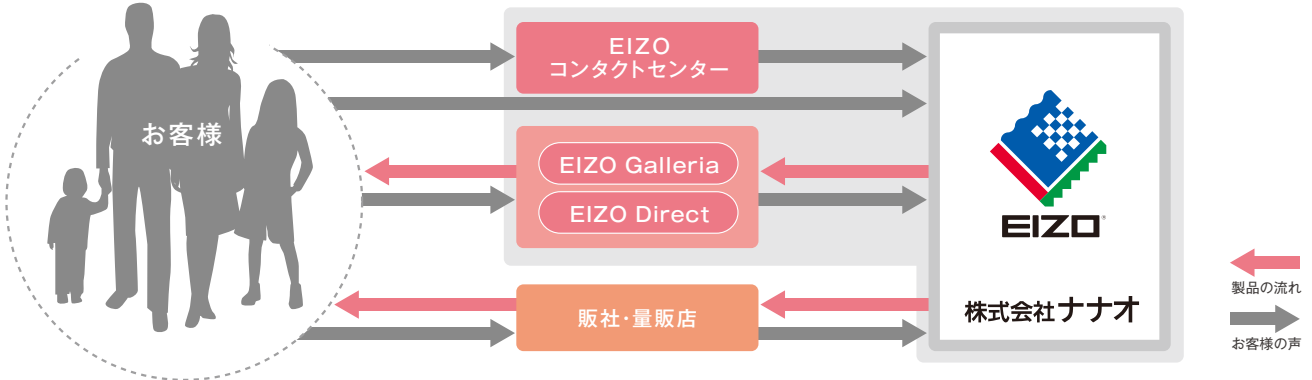 お客様
EIZO
コンタクトセンター
EIZO Galleria
EIZO Direct
販社・量販店
EIZO®
株式会社ナナオ
製品の流れ
お客様の声